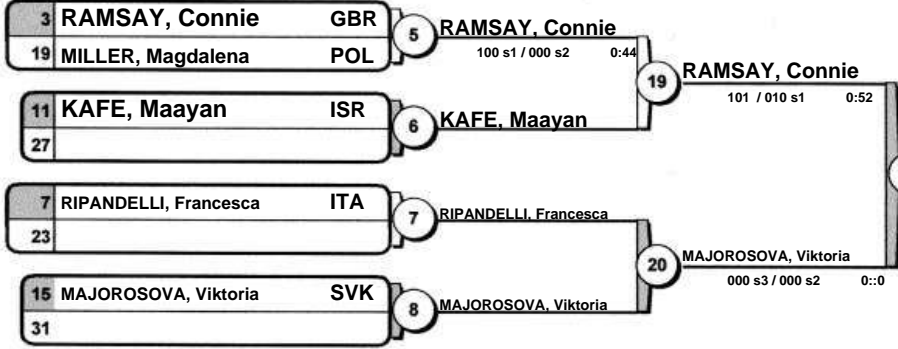 3 RAMSAY, Connie GBR
19 MILLER, Magdalena POL
5 RAMSAY, Connie
100 s1 / 000 s2 0:44
11 KAFE, Maayan ISR
27
6 KAFE, Maayan
19 RAMSAY, Connie
101 / 010 s1 0:52
7 RIPANDELLI, Francesca ITA
23
7 RIPANDELLI, Francesca
15 MAJOROSOVA, Viktoria SVK
31
8 MAJOROSOVA, Viktoria
20 MAJOROSOVA, Viktoria
000 s3 / 000 s2 0::0